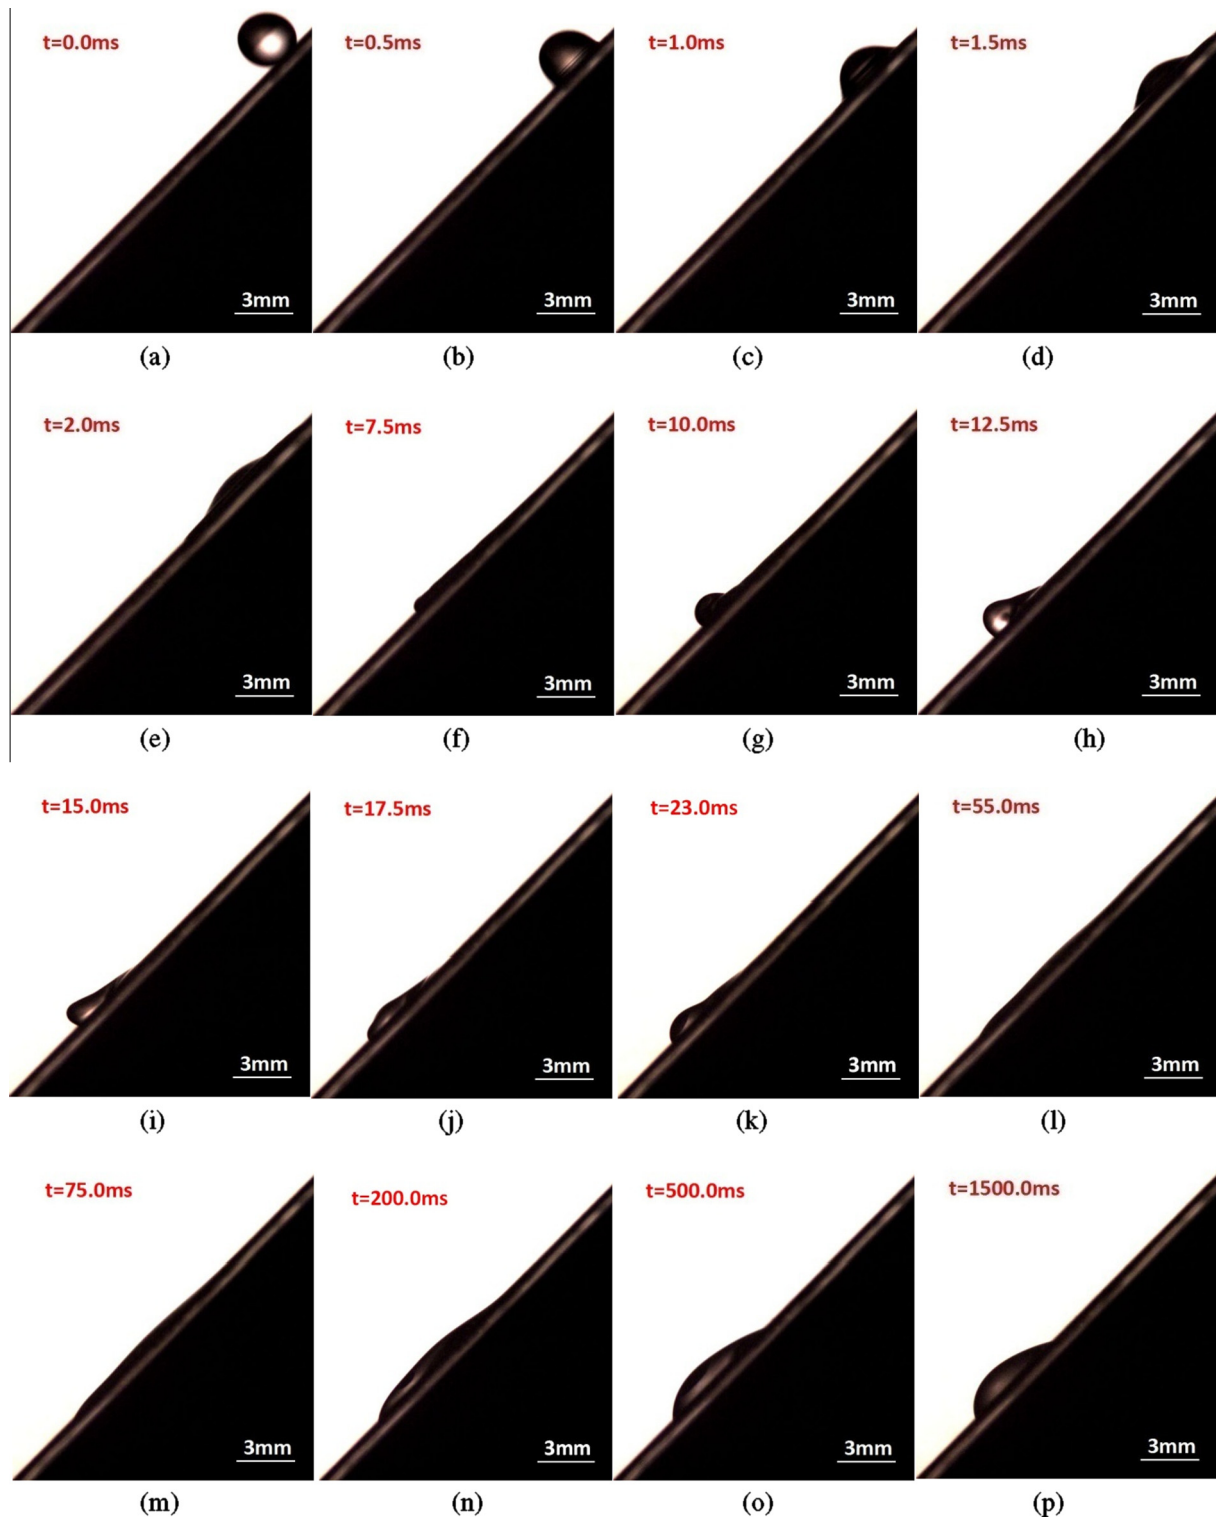 t=0.0ms t=0.5ms t=1.0ms t=1.5ms
3mm 3mm 3mm 3mm
(a) (b) (c) (d)
t=2.0ms t=7.5ms t=10.0ms t=12.5ms
3mm 3mm 3mm 3mm
(e) (f) (g) (h)
t=15.0ms t=17.5ms t=23.0ms t=55.0ms
3mm 3mm 3mm 3mm
(i) (j) (k) (l)
t=75.0ms t=200.0ms t=500.0ms t=1500.0ms
3mm 3mm 3mm 3mm
(m) (n) (o) (p)